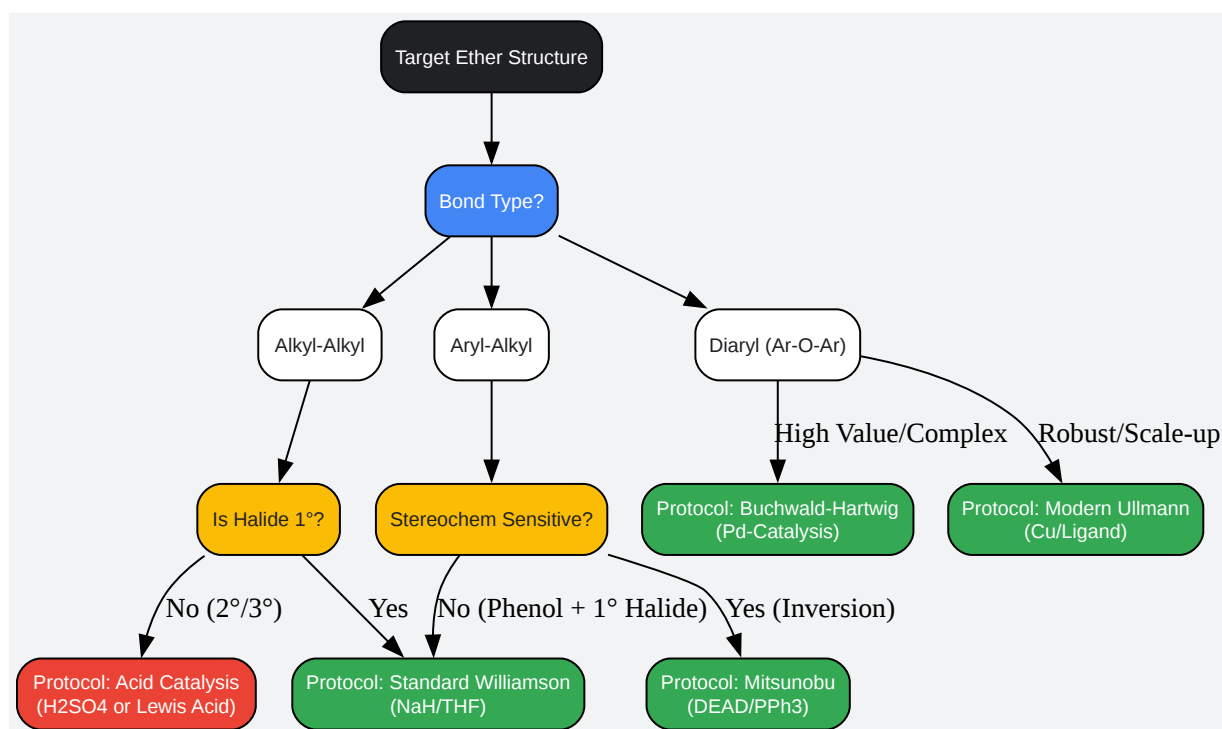 Target Ether Structure
Bond Type?
Alkyl-Alkyl
Aryl-Alkyl
Diaryl (Ar-O-Ar)
High Value/Complex
Robust/Scale-up
Is Halide 1°?
Stereochem Sensitive?
Protocol: Buchwald-Hartwig
(Pd-Catalysis)
Protocol: Modern Ullmann
(Cu/Ligand)
No (2°/3°)
Yes
No (Phenol + 1° Halide)
Yes (Inversion)
Protocol: Acid Catalysis
(H2SO4 or Lewis Acid)
Protocol: Standard Williamson
(NaH/THF)
Protocol: Mitsunobu
(DEAD/PPh3)